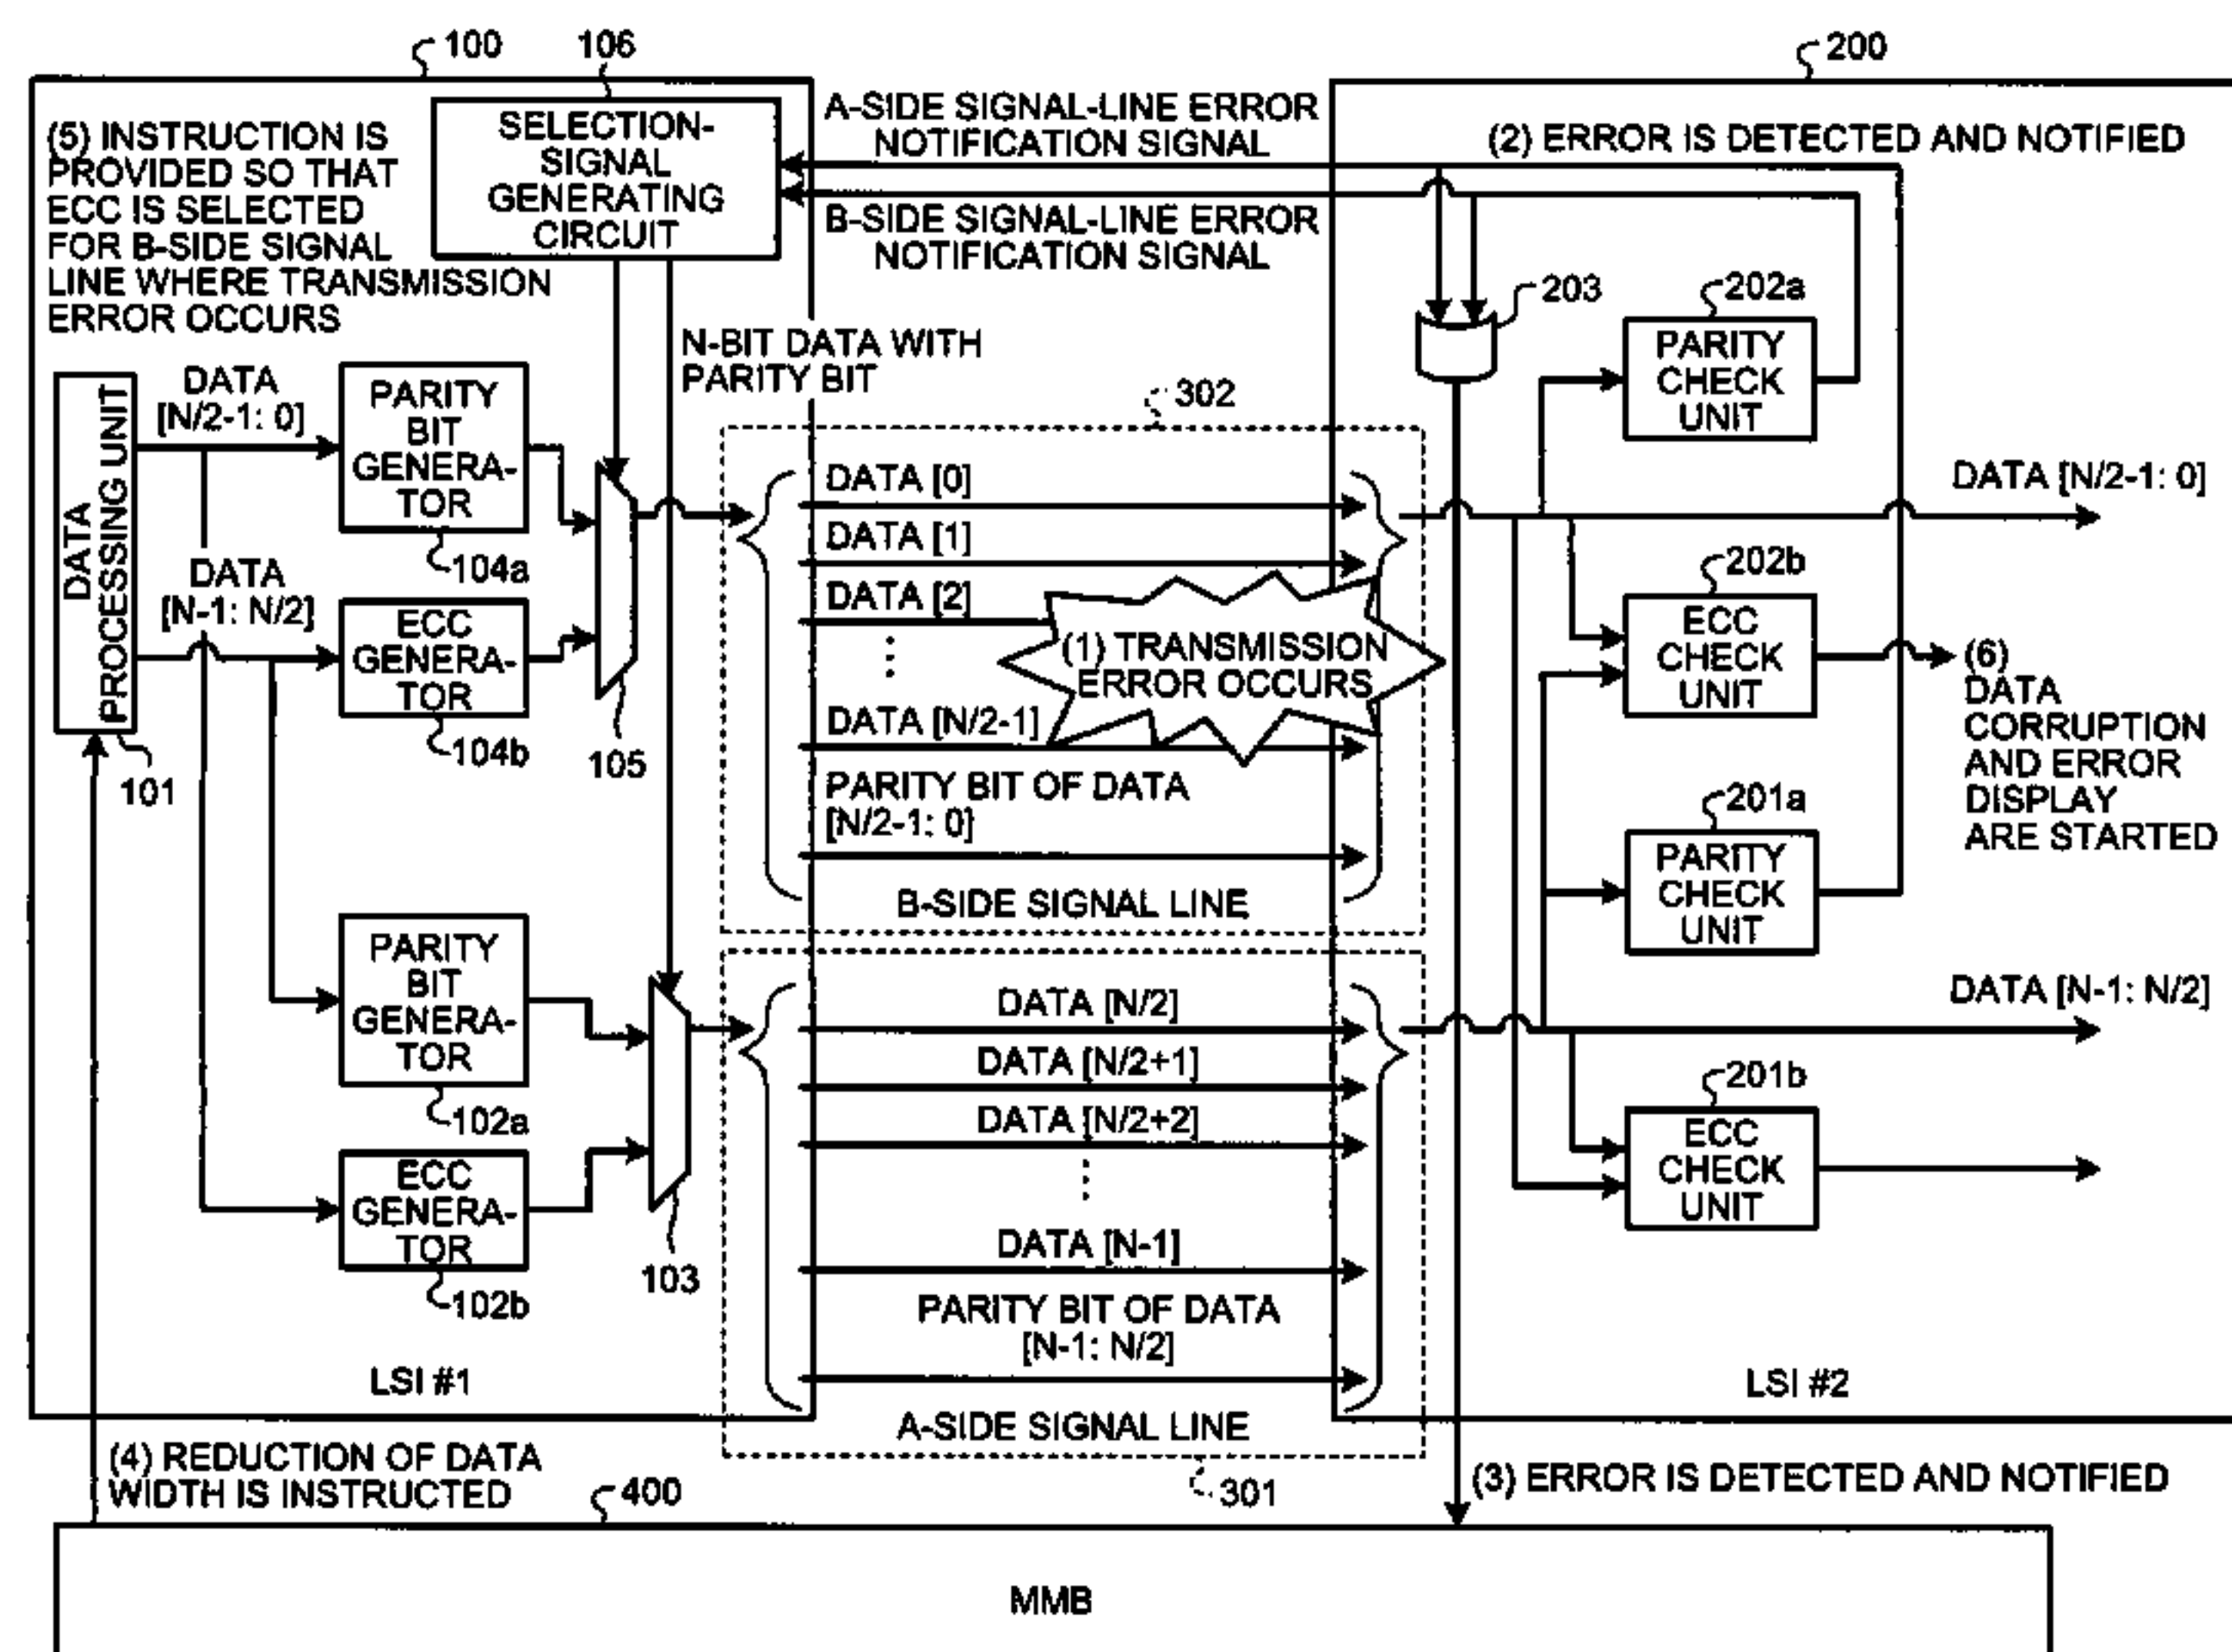 100
106
200
(5) INSTRUCTION IS
PROVIDED SO THAT
ECC IS SELECTED
FOR B-SIDE SIGNAL
LINE WHERE TRANSMISSION
ERROR OCCURS
SELECTION-
SIGNAL
GENERATING
CIRCUIT
A-SIDE SIGNAL-LINE ERROR
NOTIFICATION SIGNAL
B-SIDE SIGNAL-LINE ERROR
NOTIFICATION SIGNAL
(2) ERROR IS DETECTED AND NOTIFIED
203
202a
PARITY
CHECK
UNIT
N-BIT DATA WITH
PARITY BIT
302
DATA
PROCESSING UNIT
101
DATA
[N/2-1: 0]
PARITY
BIT
GENERA-
TOR
104a
DATA
[N-1: N/2]
ECC
GENERA-
TOR
104b
105
DATA [0]
DATA [1]
DATA [2]
(1) TRANSMISSION
ERROR OCCURS
DATA [N/2-1]
PARITY BIT OF DATA
[N/2-1: 0]
B-SIDE SIGNAL LINE
DATA [N/2-1: 0]
202b
ECC
CHECK
UNIT
(6)
DATA
CORRUPTION
AND ERROR
DISPLAY
ARE STARTED
201a
PARITY
CHECK
UNIT
PARITY
BIT
GENERA-
TOR
102a
ECC
GENERA-
TOR
102b
103
DATA [N/2]
DATA [N/2+1]
DATA [N/2+2]
DATA [N-1]
PARITY BIT OF DATA
[N-1: N/2]
A-SIDE SIGNAL LINE
301
DATA [N-1: N/2]
201b
ECC
CHECK
UNIT
LSI #1
LSI #2
(4) REDUCTION OF DATA
WIDTH IS INSTRUCTED
400
(3) ERROR IS DETECTED AND NOTIFIED
MMB